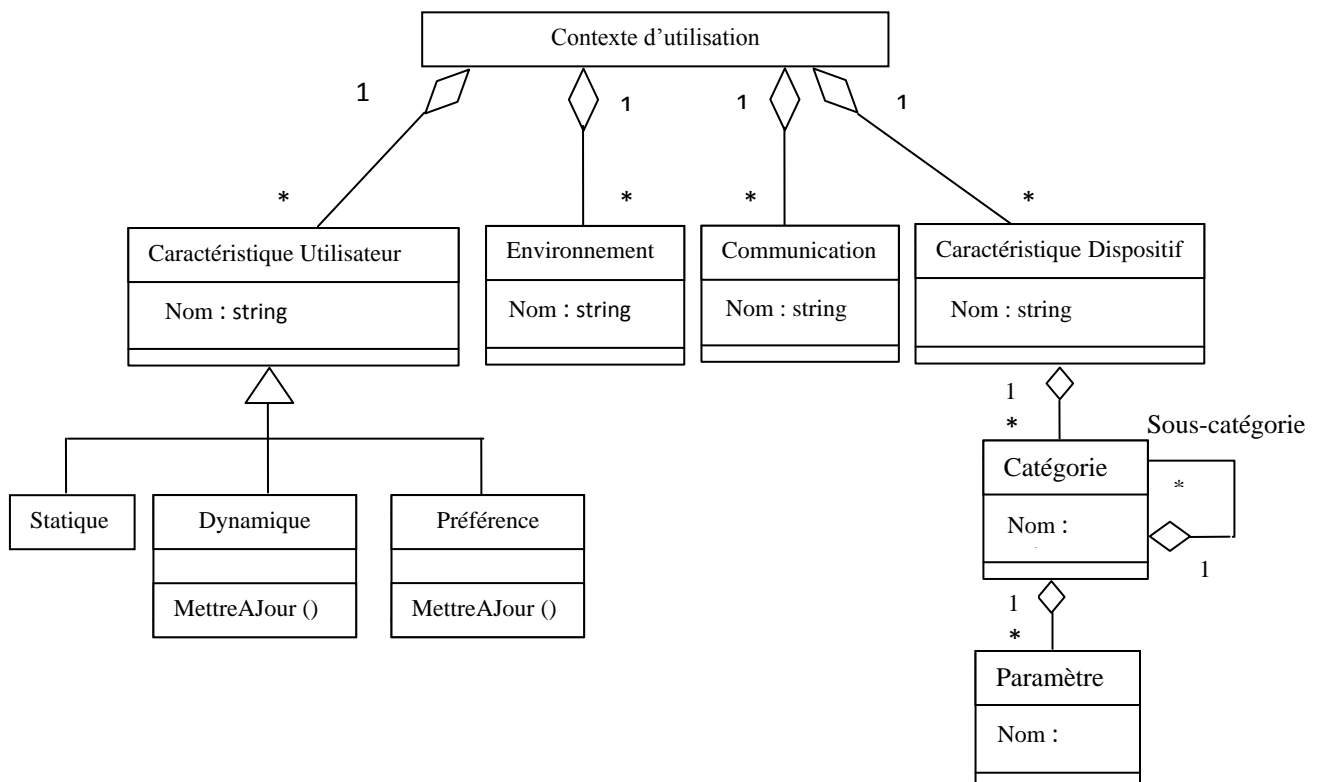 Contexte d'utilisation
1
1
1
1
*
*
*
*
Caractéristique Utilisateur
Nom : string
Environnement
Nom : string
Communication
Nom : string
Caractéristique Dispositif
Nom : string
1
*
Sous-catégorie
Catégorie
*
Nom :
1
Statique
Dynamique
MettreAJour ()
Préférence
MettreAJour ()
1
*
Paramètre
Nom :